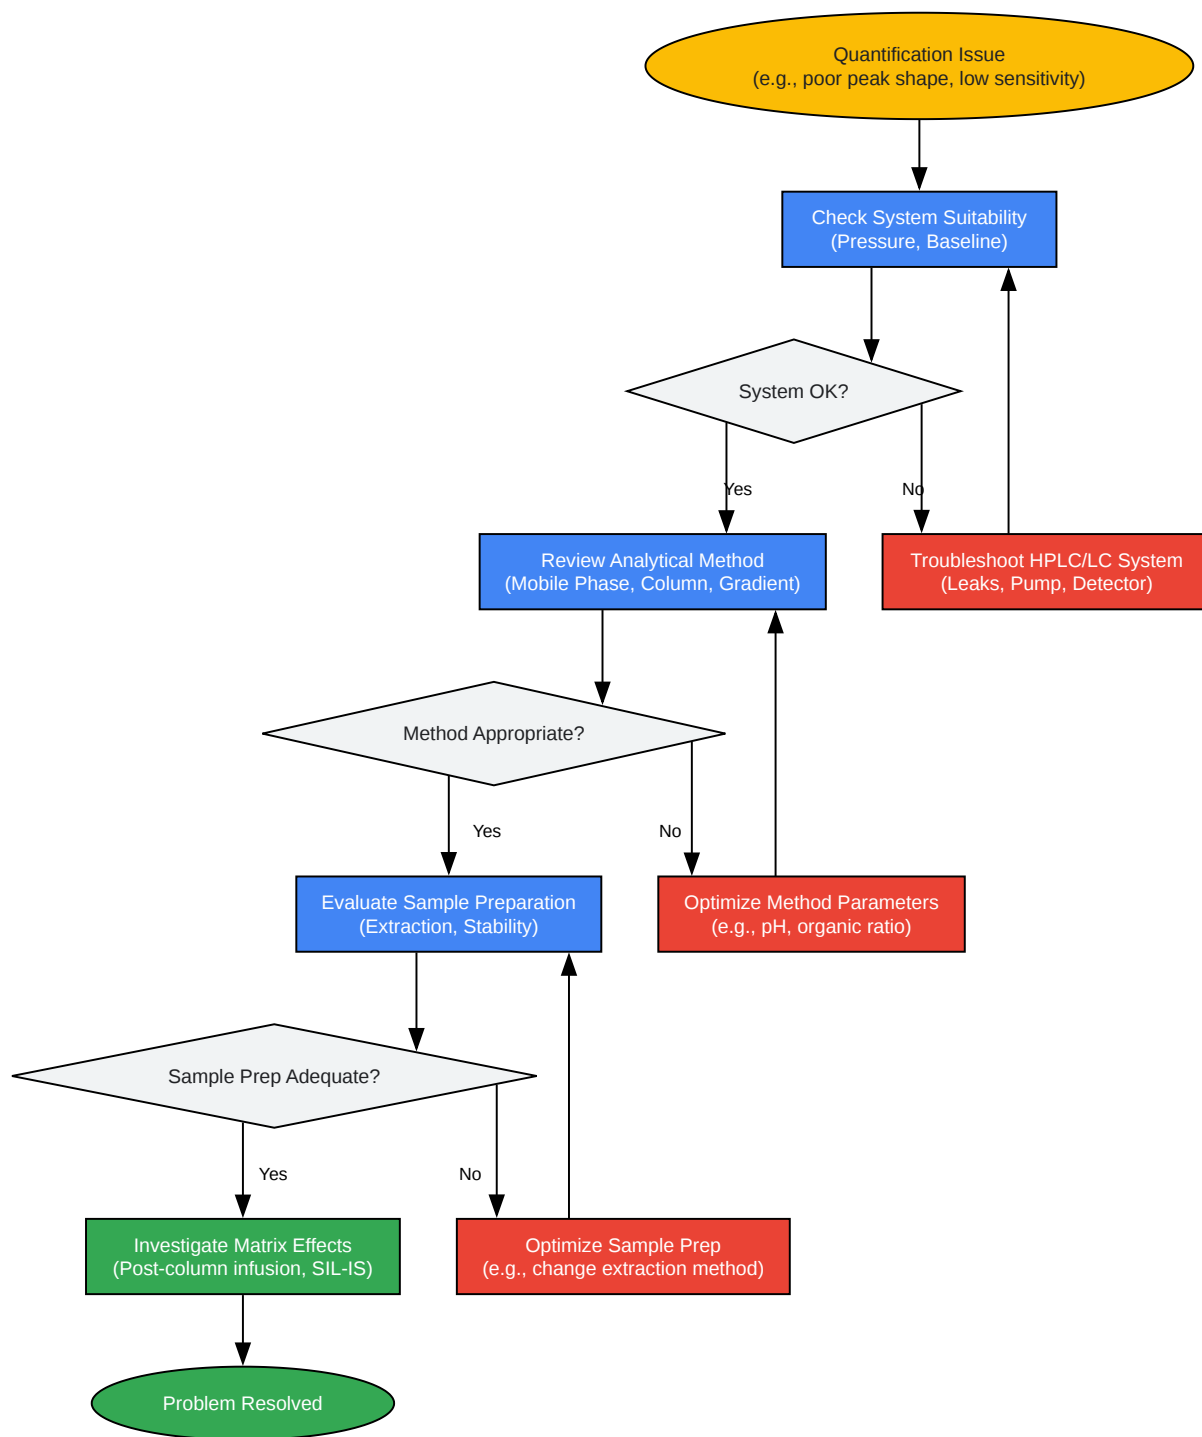 Quantification Issue
(e.g., poor peak shape, low sensitivity)
Check System Suitability
(Pressure, Baseline)
System OK?
Yes
No
Review Analytical Method
(Mobile Phase, Column, Gradient)
Troubleshoot HPLC/LC System
(Leaks, Pump, Detector)
Method Appropriate?
Yes
No
Evaluate Sample Preparation
(Extraction, Stability)
Optimize Method Parameters
(e.g., pH, organic ratio)
Sample Prep Adequate?
Yes
No
Investigate Matrix Effects
(Post-column infusion, SIL-IS)
Optimize Sample Prep
(e.g., change extraction method)
Problem Resolved